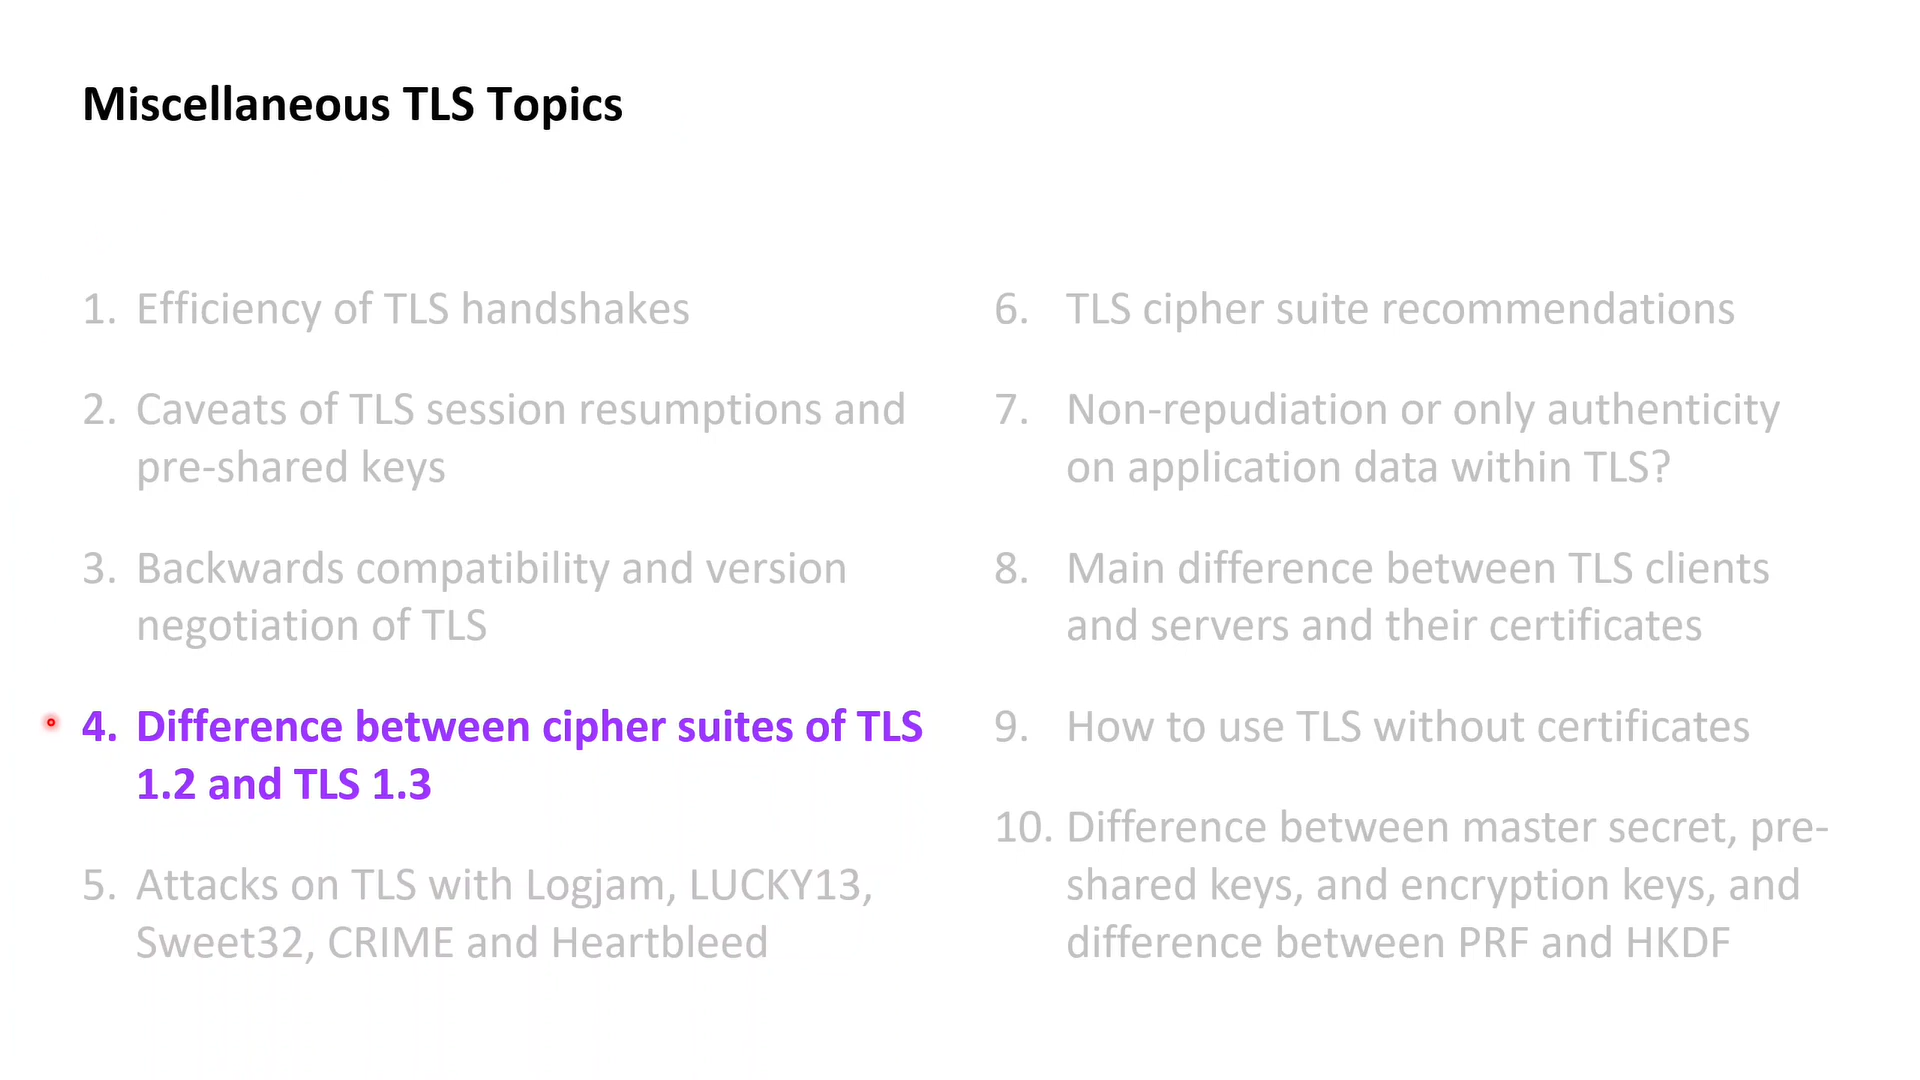 Miscellaneous TLS Topics
1. Efficiency of TLS handshakes
2. Caveats of TLS session resumptions and
pre-shared keys
3. Backwards compatibility and version
negotiation of TLS
4. Difference between cipher suites of TLS
1.2 and TLS 1.3
5. Attacks on TLS with Logjam, LUCKY13,
Sweet32, CRIME and Heartbleed
6. TLS cipher suite recommendations
7. Non-repudiation or only authenticity
on application data within TLS?
8. Main difference between TLS clients
and servers and their certificates
9. How to use TLS without certificates
10. Difference between master secret, pre-
shared keys, and encryption keys, and
difference between PRF and HKDF